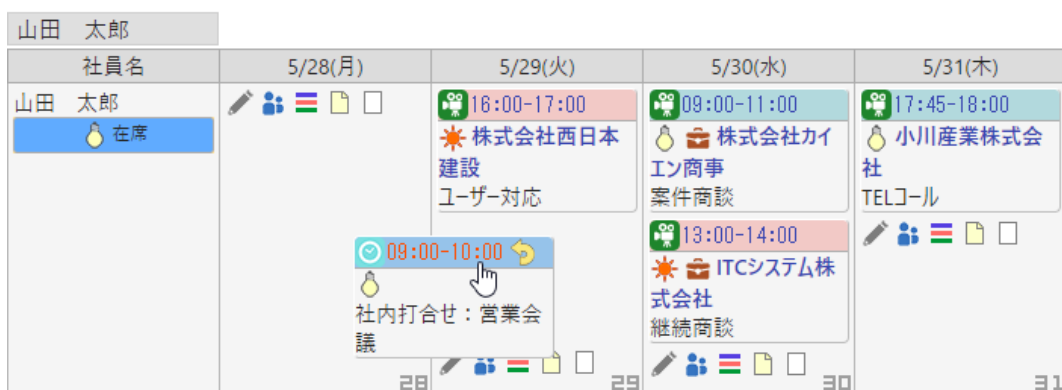 山田　太郎
社員名
5/28(月)
5/29(火)
5/30(水)
5/31(木)
山田　太郎
在席
16:00-17:00
株式会社西日本
建設
ユーザー対応
09:00-11:00
株式会社カイ
エン商事
案件商談
13:00-14:00
ITCシステム株
式会社
継続商談
17:45-18:00
小川産業株式会
社
TELコール
09:00-10:00
社内打合せ：営業会
議
28
29
30
31